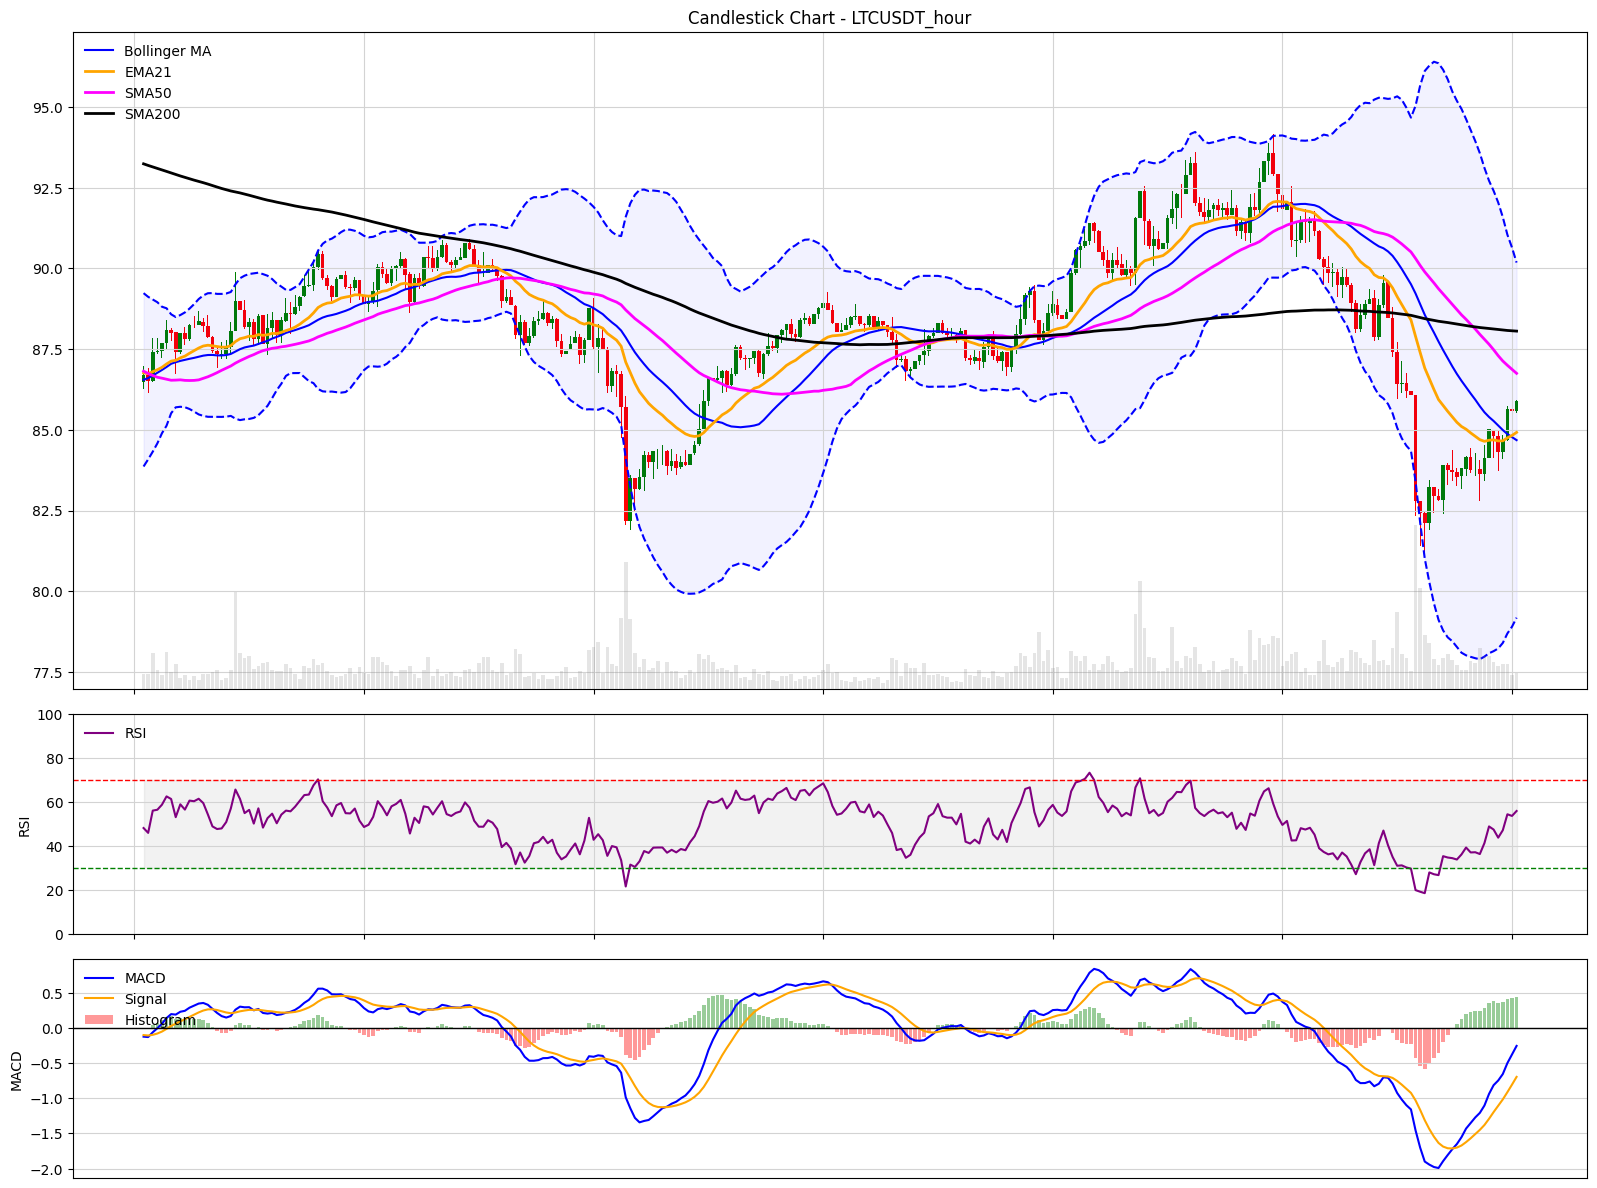 Candlestick Chart - LTCUSDT_hour
Bollinger MA
EMA21
SMA50
SMA200
95.0
92.5
90.0
87.5
85.0
82.5
80.0
77.5
RSI
100
80
60
40
20
0
RSI
MACD
Signal
Histogram
0.5
0.0
−0.5
−1.0
−1.5
−2.0
MACD